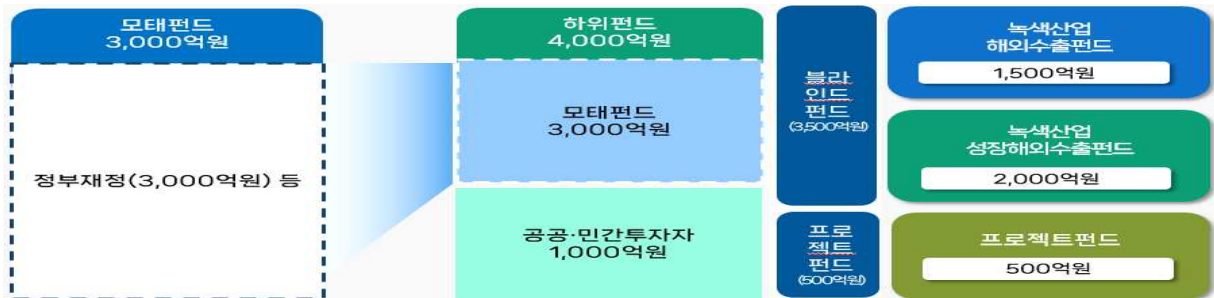 모태펀드
3,000억원
정부재정(3,000억원) 등
하위펀드
4,000억원
모태펀드
3,000억원
공공·민간투자자
1,000억원
블라
인드
펀드
(3,500억원)
프로
젝트
펀드
(500억원)
녹색산업
해외수출펀드
1,500억원
녹색산업
성장해외수출펀드
2,000억원
프로젝트펀드
500억원